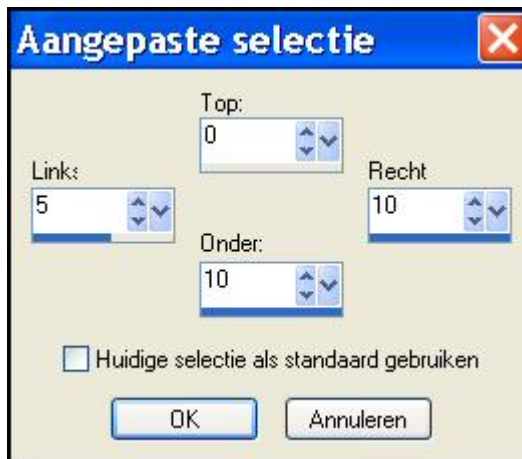 Aangepaste selectie
Top:
0
Links
5
Recht
10
Onder:
10
Huidige selectie als standaard gebruiken
OK
Annuleren